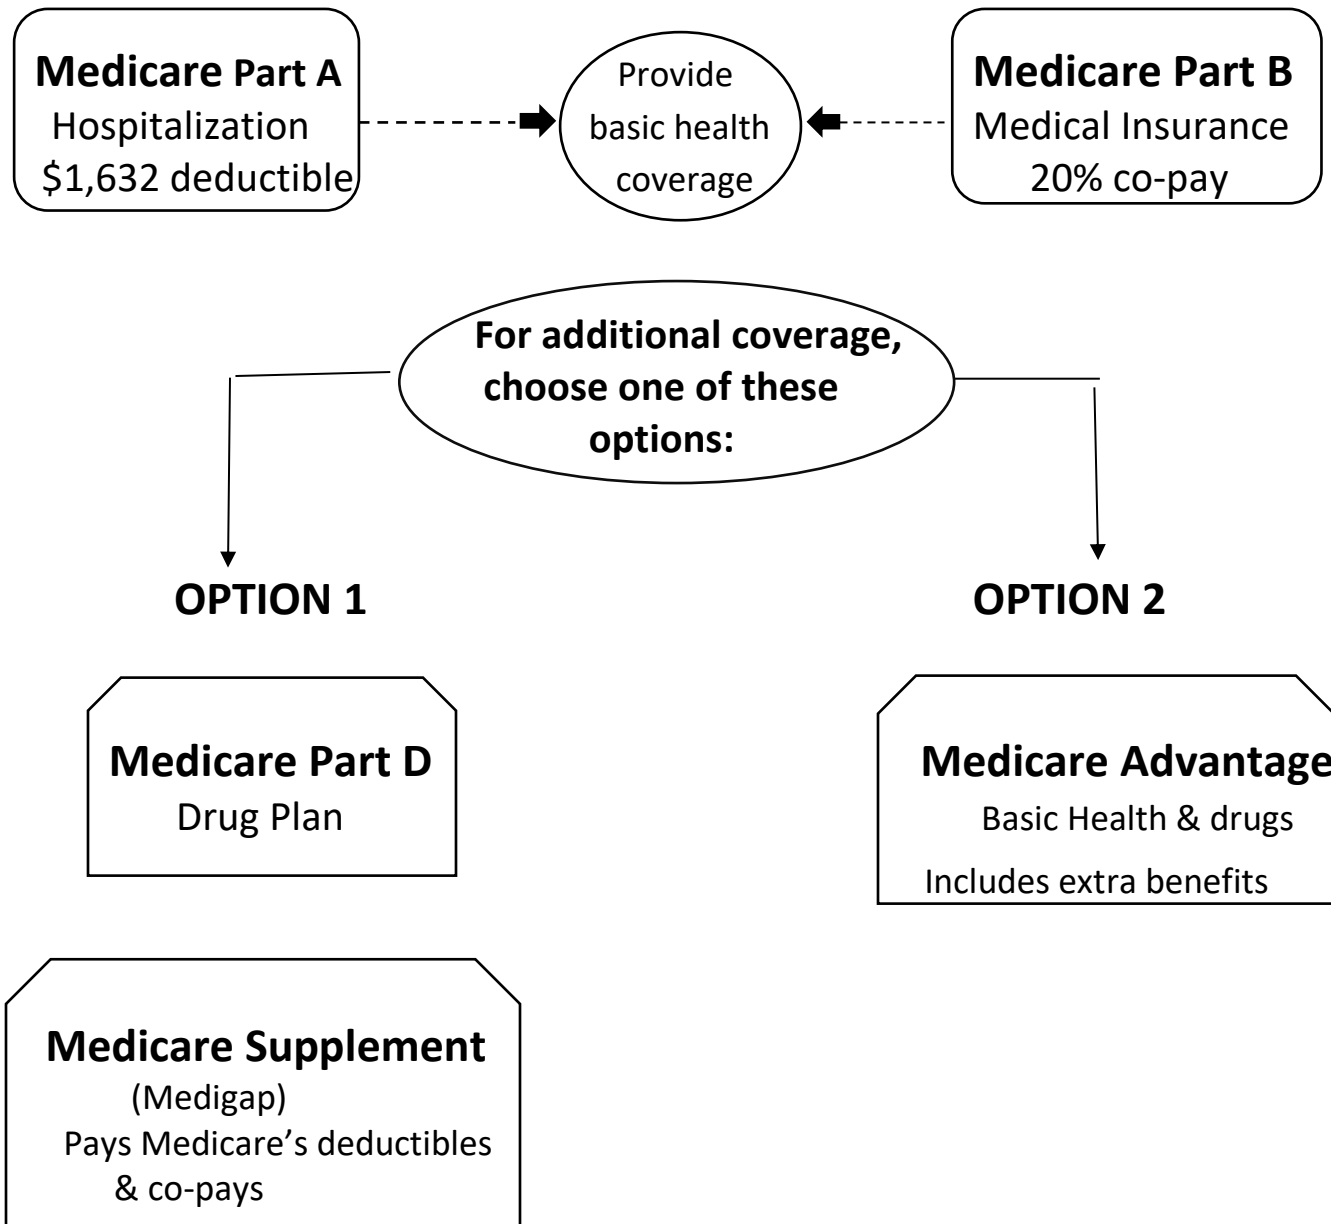 Medicare Part A
Hospitalization
$1,632 deductible
Provide
basic health
coverage
Medicare Part B
Medical Insurance
20% co-pay
For additional coverage,
choose one of these
options:
OPTION 1
OPTION 2
Medicare Part D
Drug Plan
Medicare Advantage
Basic Health & drugs
Includes extra benefits
Medicare Supplement
(Medigap)
Pays Medicare’s deductibles
& co-pays